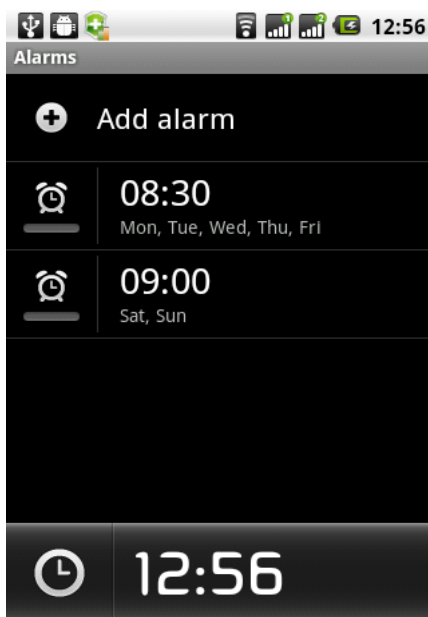 12:56
Alarms
Add alarm
08:30
Mon, Tue, Wed, Thu, Fri
09:00
Sat, Sun
12:56